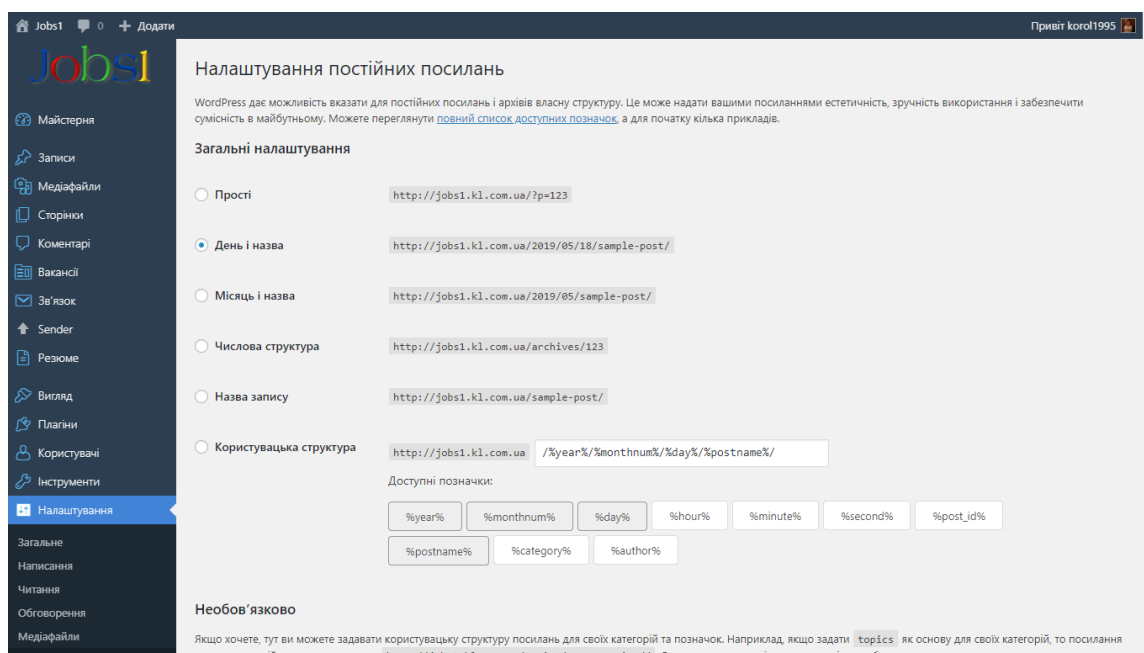 Jobs1 0 + Додати Привіт korol1995
Jobs1
Майстерня
Записи
Медіафайли
Сторінки
Коментарі
Вакансії
Зв'язок
Sender
Резюме
Вигляд
Плагіни
Користувачі
Інструменти
Налаштування
Загальне
Написання
Читання
Обговорення
Медіафайли
Налаштування постійних посилань
WordPress дає можливість вказати для постійних посилань і архівів власну структуру. Це може надати вашими посиланнями естетичність, зручність використання і забезпечити
сумісність в майбутньому. Можете переглянути повний список доступних позначок, а для початку кілька прикладів.
Загальні налаштування
Прості http://jobs1.kl.com.ua/?p=123
День і назва http://jobs1.kl.com.ua/2019/05/18/sample-post/
Місяць і назва http://jobs1.kl.com.ua/2019/05/sample-post/
Числова структура http://jobs1.kl.com.ua/archives/123
Назва запису http://jobs1.kl.com.ua/sample-post/
Користувацька структура http://jobs1.kl.com.ua /%year%/%monthnum%/%day%/%postname%/
Доступні позначки:
%year% %monthnum% %day% %hour% %minute% %second% %post_id%
%postname% %category% %author%
Необов'язково
Якщо хочете, тут ви можете задавати користувацьку структуру посилань для своїх категорій та позначок. Наприклад, якщо задати topics як основу для своїх категорій, то посилання